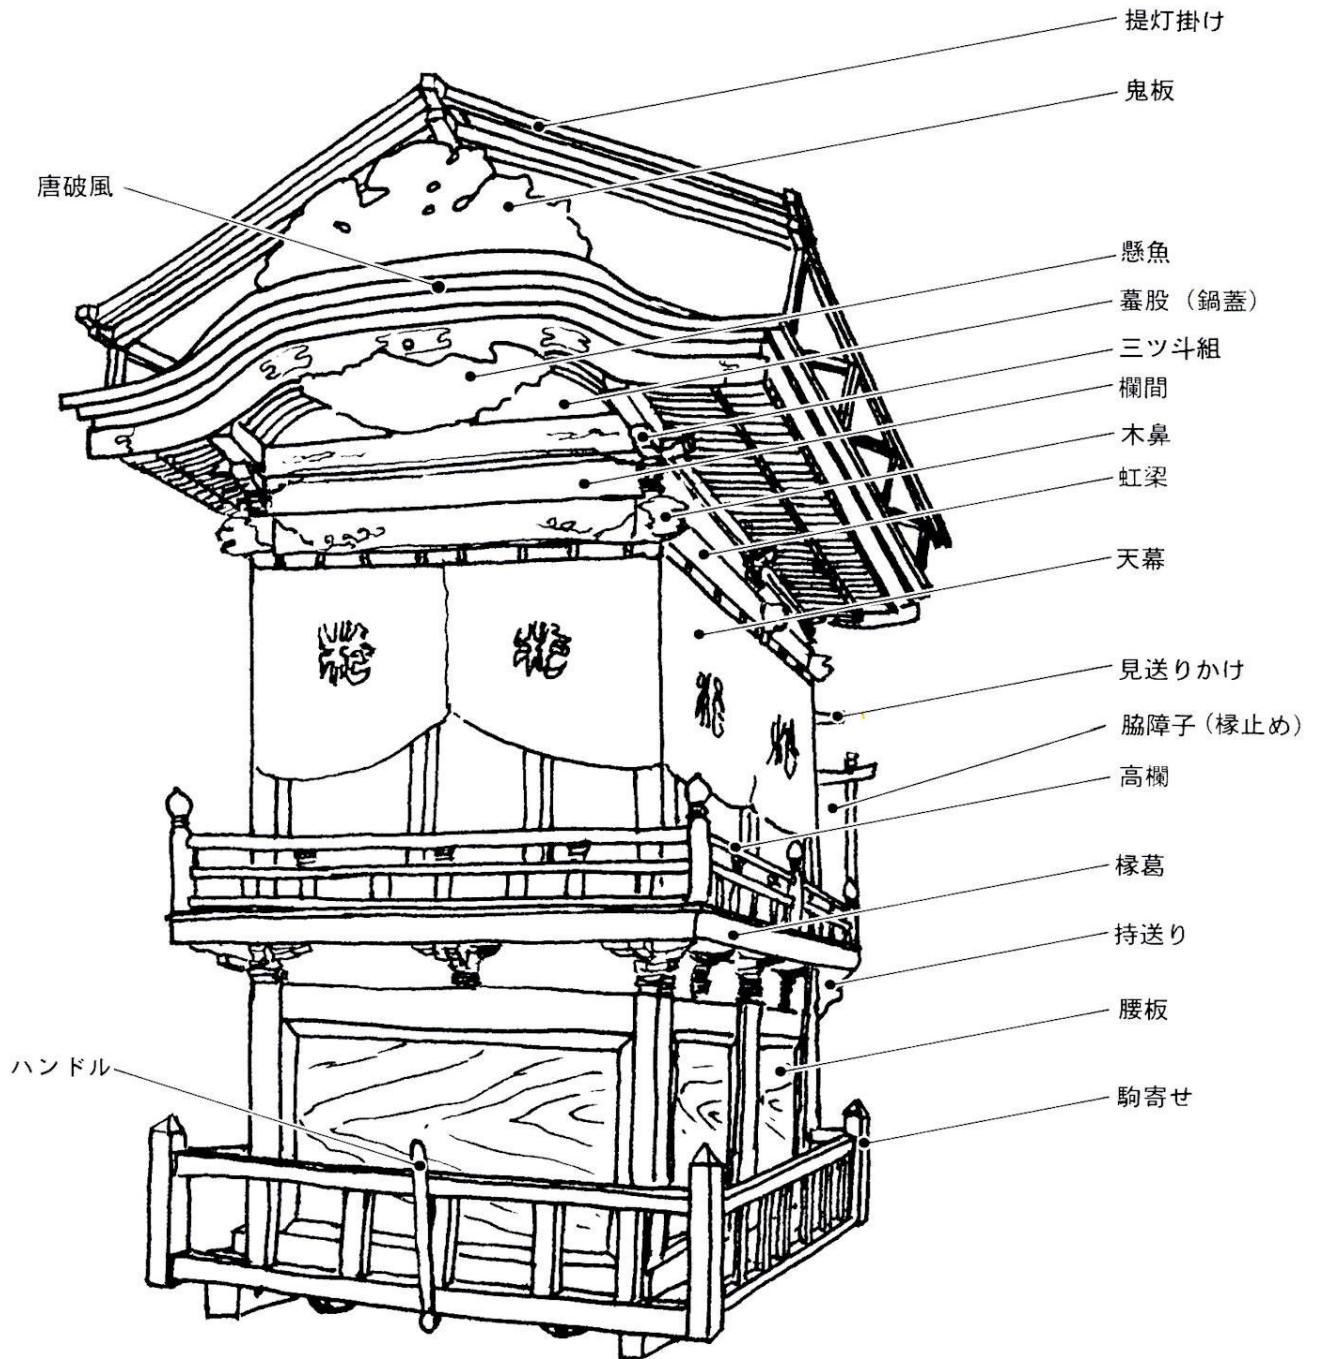 提灯掛け
鬼板
唐破風
懸魚
蟇股（鍋蓋）
三ツ斗組
欄間
木鼻
虹梁
天幕
見送りかけ
脇障子（椽止め）
高欄
椽葛
持送り
腰板
ハンドル
駒寄せ